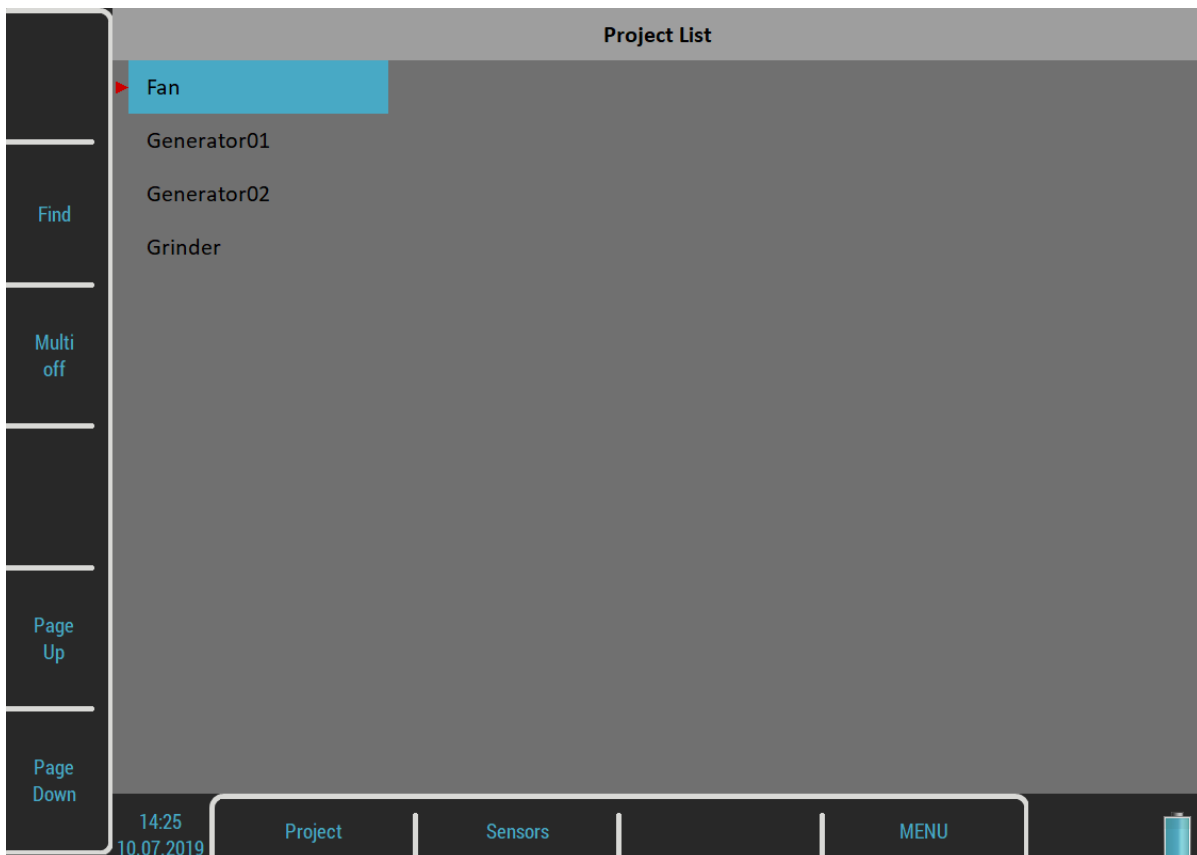 Project List
Fan
Generator01
Generator02
Grinder
Find
Multi
off
Page
Up
Page
Down
14:25
10.07.2019
Project
Sensors
MENU